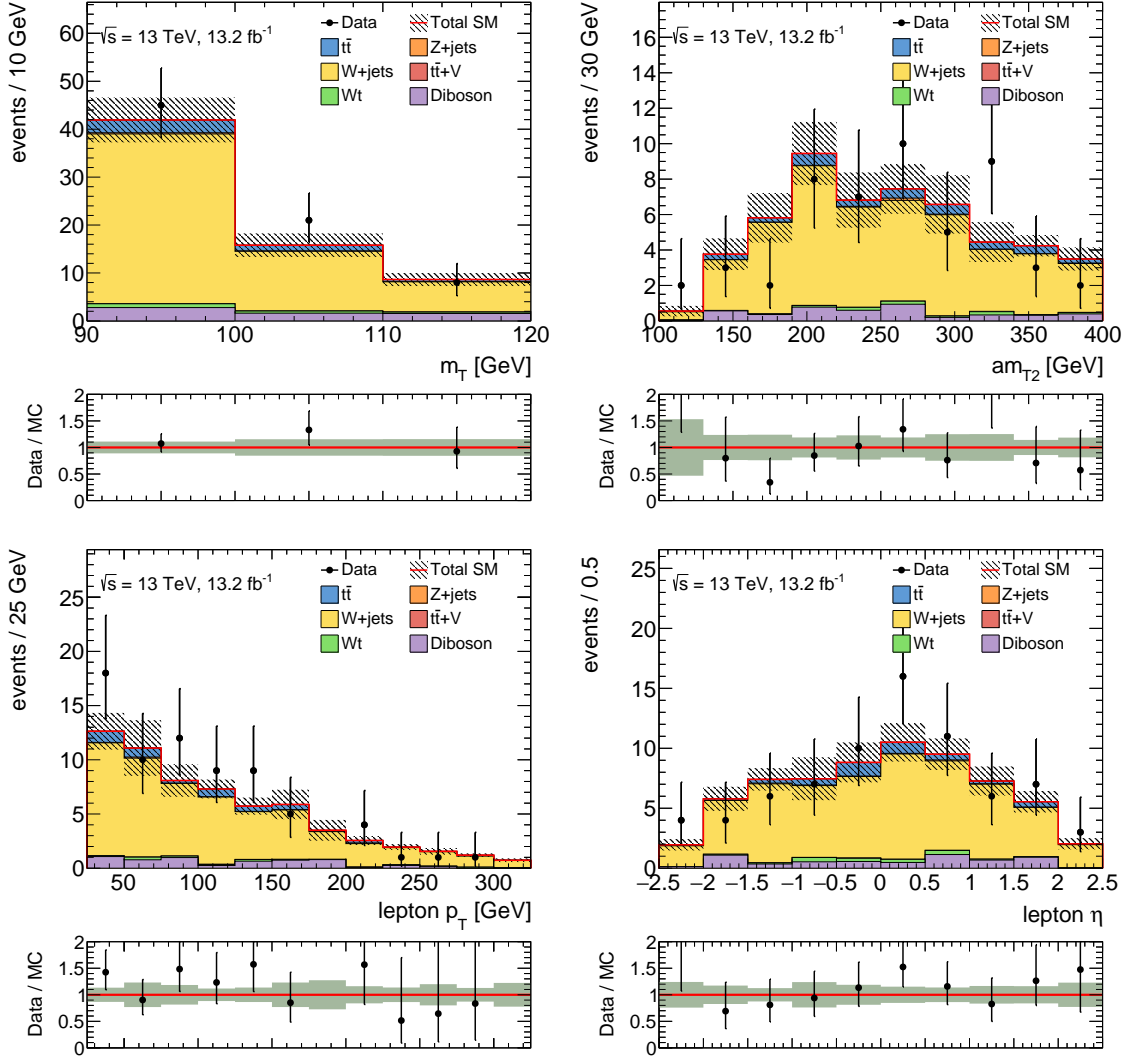 events / 10 GeV
√s = 13 TeV, 13.2 fb⁻¹
Data
Total SM
tt̄
Z+jets
W+jets
tt̄+V
Wt
Diboson
60
50
40
30
20
10
0
90 100 110 120
m_T [GeV]
Data / MC
2
1.5
1
0.5
0
events / 30 GeV
√s = 13 TeV, 13.2 fb⁻¹
Data
Total SM
tt̄
Z+jets
W+jets
tt̄+V
Wt
Diboson
16
14
12
10
8
6
4
2
0
100 150 200 250 300 350 400
am_T2 [GeV]
Data / MC
2
1.5
1
0.5
0
events / 25 GeV
√s = 13 TeV, 13.2 fb⁻¹
Data
Total SM
tt̄
Z+jets
W+jets
tt̄+V
Wt
Diboson
25
20
15
10
5
0
50 100 150 200 250 300
lepton p_T [GeV]
Data / MC
2
1.5
1
0.5
0
events / 0.5
√s = 13 TeV, 13.2 fb⁻¹
Data
Total SM
tt̄
Z+jets
W+jets
tt̄+V
Wt
Diboson
25
20
15
10
5
0
−2.5 −2 −1.5 −1 −0.5 0 0.5 1 1.5 2 2.5
lepton η
Data / MC
2
1.5
1
0.5
0